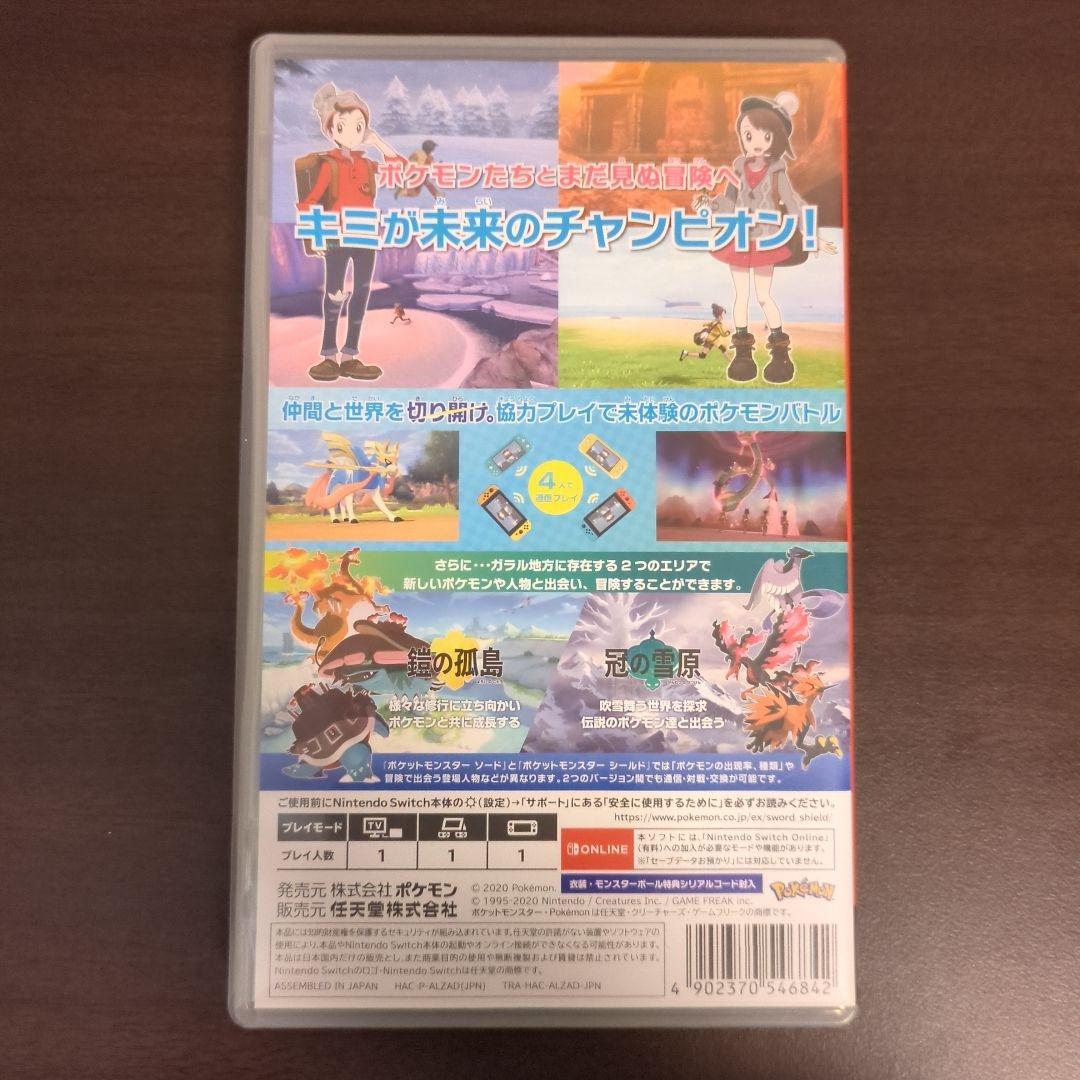 ポケモンたちとまだ見ぬ冒険へ
キミが未来のチャンピオン!
仲間と世界を切り開け。協力プレイで未体験のポケモンバトル
4人で
通信プレイ
さらに・・・ガラル地方に存在する2つのエリアで
新しいポケモンや人物と出会い、冒険することができます。
鎧の孤島
冠の雪原
様々な修行に立ち向かい
ポケモンと共に成長する
吹雪舞う世界を探求
伝説のポケモン達と出会う
『ポケットモンスター ソード』と『ポケットモンスター シールド』では「ポケモンの出現率、種類」や
冒険で出会う登場人物などが異なります。2つのバージョン間でも通信・対戦・交換が可能です。
ご使用前にNintendo Switch本体の(設定)→「サポート」にある「安全に使用するために」を必ずお読みください。
https://www.pokemon.co.jp/ex/sword_shield/
プレイモード TV
プレイ人数 1 1 1
ONLINE
本ソフトには、「Nintendo Switch Online」
(有料)への加入が必要なモードや機能があります。
※「セーブデータお預かり」には対応していません。
発売元 株式会社ポケモン
販売元 任天堂株式会社
© 2020 Pokémon.
© 1995-2020 Nintendo / Creatures Inc. / GAME FREAK inc.
ポケットモンスター・Pokémonは任天堂・クリーチャーズ・ゲームフリークの商標です。
衣装・モンスターボール特典シリアルコード封入
POKéMON
本品には知的財産権を保護するセキュリティが組み込まれています。任天堂の許諾がない装置やソフトウェアの
使用により、本品やNintendo Switch本体の起動やオンライン接続ができなくなる可能性があります。
本品は日本国内だけの販売とし、また商業目的の使用や無断複製および賃貸は禁止されています。
Nintendo Switchのロゴ・Nintendo Switchは任天堂の商標です。
ASSEMBLED IN JAPAN HAC-P-ALZAD(JPN) TRA-HAC-ALZAD-JPN
4 902370 546842